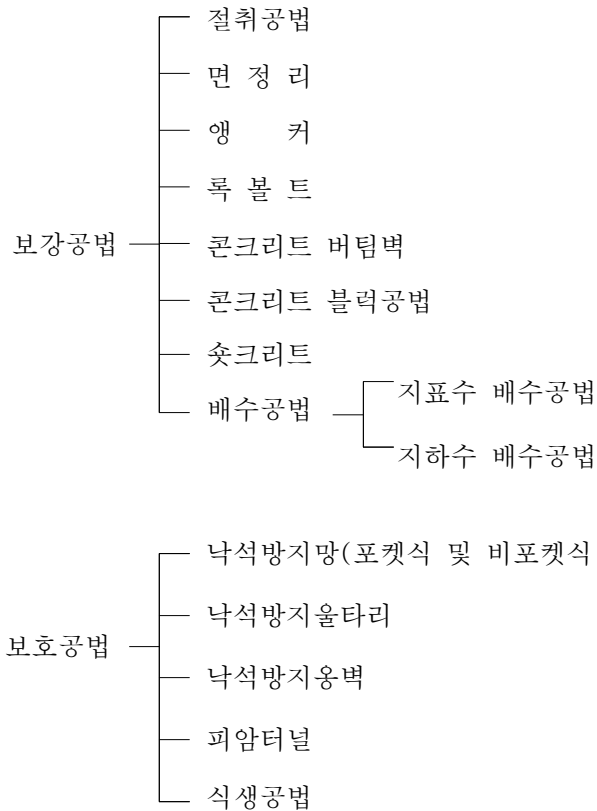 절취공법
면 정 리
앵 커
록 볼 트
보강공법
콘크리트 버팀벽
콘크리트 블럭공법
숏크리트
배수공법
지표수 배수공법
지하수 배수공법
낙석방지망(포켓식 및 비포켓식
낙석방지울타리
보호공법
낙석방지옹벽
피암터널
식생공법